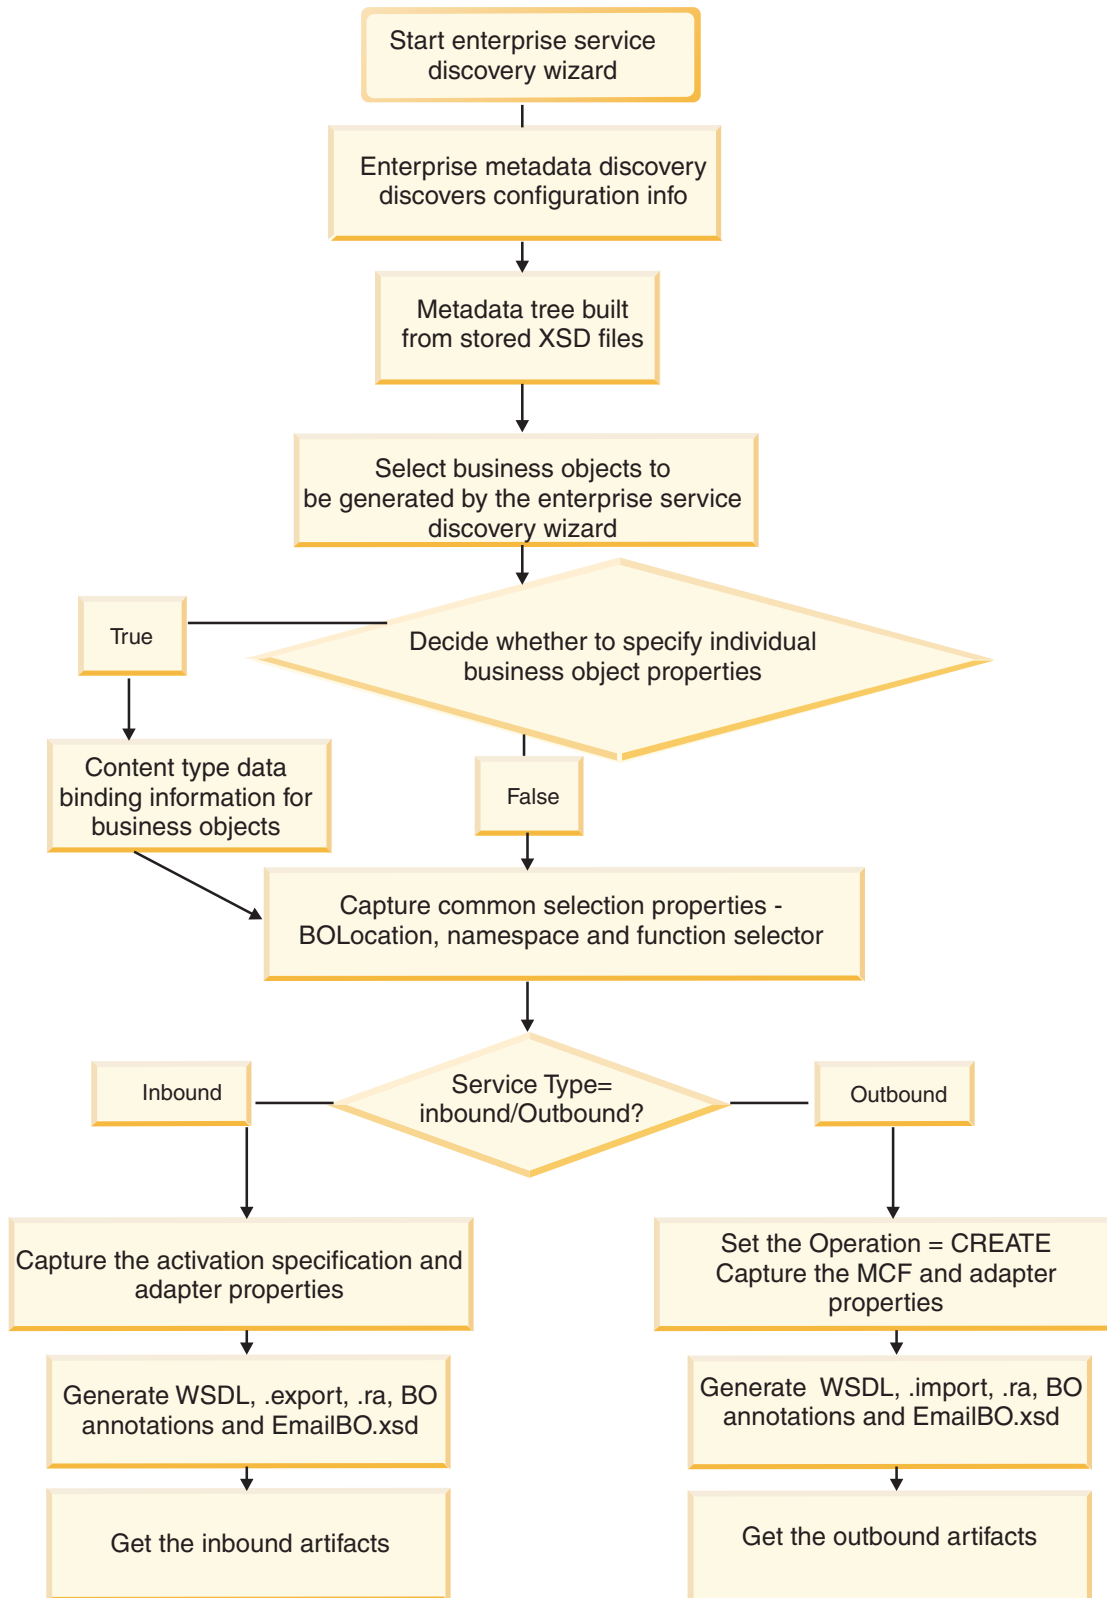 Start enterprise service
discovery wizard
Enterprise metadata discovery
discovers configuration info
Metadata tree built
from stored XSD files
Select business objects to
be generated by the enterprise service
discovery wizard
Decide whether to specify individual
business object properties
True
Content type data
binding information for
business objects
False
Capture common selection properties -
BOLocation, namespace and function selector
Service Type=
inbound/Outbound?
Inbound
Outbound
Capture the activation specification and
adapter properties
Set the Operation = CREATE
Capture the MCF and adapter
properties
Generate WSDL, .export, .ra, BO
annotations and EmailBO.xsd
Generate  WSDL, .import, .ra, BO
annotations and EmailBO.xsd
Get the inbound artifacts
Get the outbound artifacts